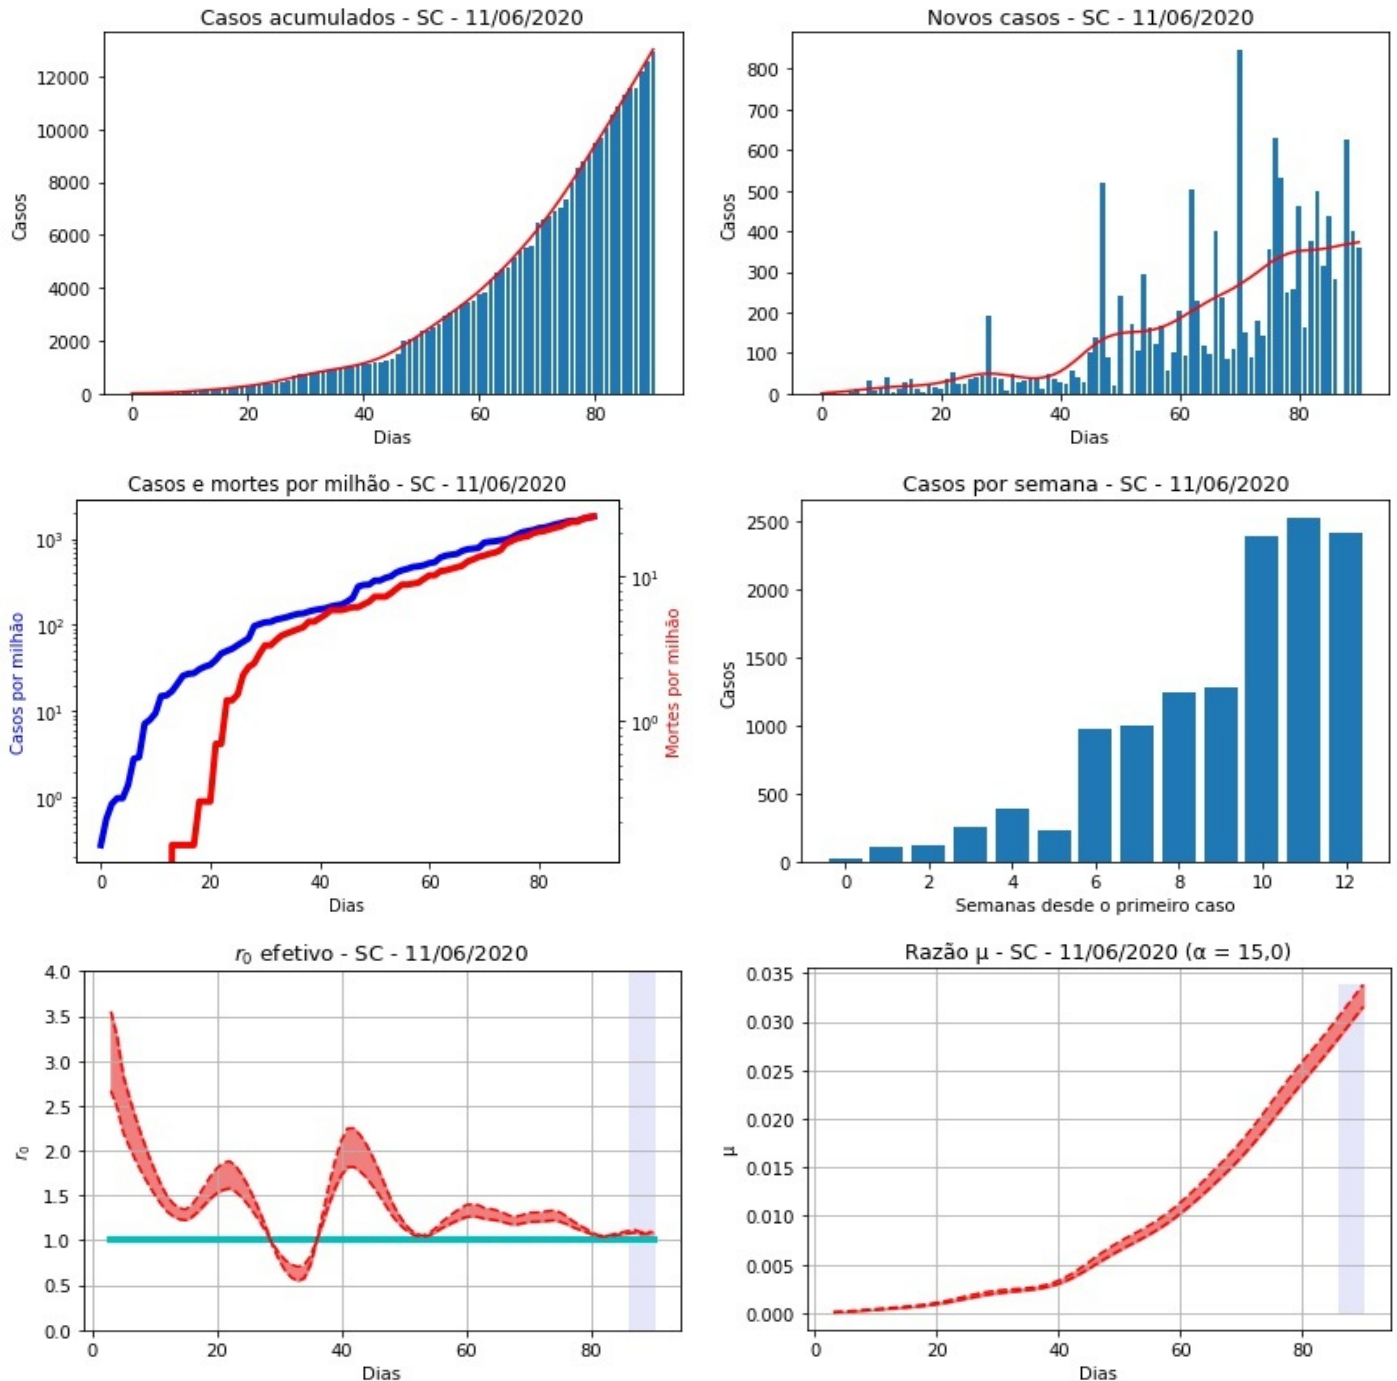 Casos acumulados - SC - 11/06/2020
12000
10000
8000
6000
4000
2000
0
Casos
0 20 40 60 80
Dias
Novos casos - SC - 11/06/2020
800
700
600
500
400
300
200
100
0
Casos
0 20 40 60 80
Dias
Casos e mortes por milhão - SC - 11/06/2020
10³
10²
10¹
10⁰
Casos por milhão
10¹
10⁰
Mortes por milhão
0 20 40 60 80
Dias
Casos por semana - SC - 11/06/2020
2500
2000
1500
1000
500
0
Casos
0 2 4 6 8 10 12
Semanas desde o primeiro caso
r₀ efetivo - SC - 11/06/2020
4.0
3.5
3.0
2.5
2.0
1.5
1.0
0.5
0.0
r₀
0 20 40 60 80
Dias
Razão μ - SC - 11/06/2020 (α = 15,0)
0.035
0.030
0.025
0.020
0.015
0.010
0.005
0.000
μ
0 20 40 60 80
Dias